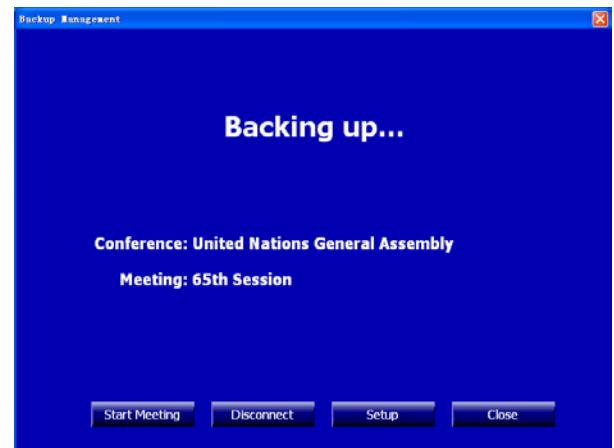 Backup Management
Backing up...
Conference: United Nations General Assembly
Meeting: 65th Session
Start Meeting Disconnect Setup Close